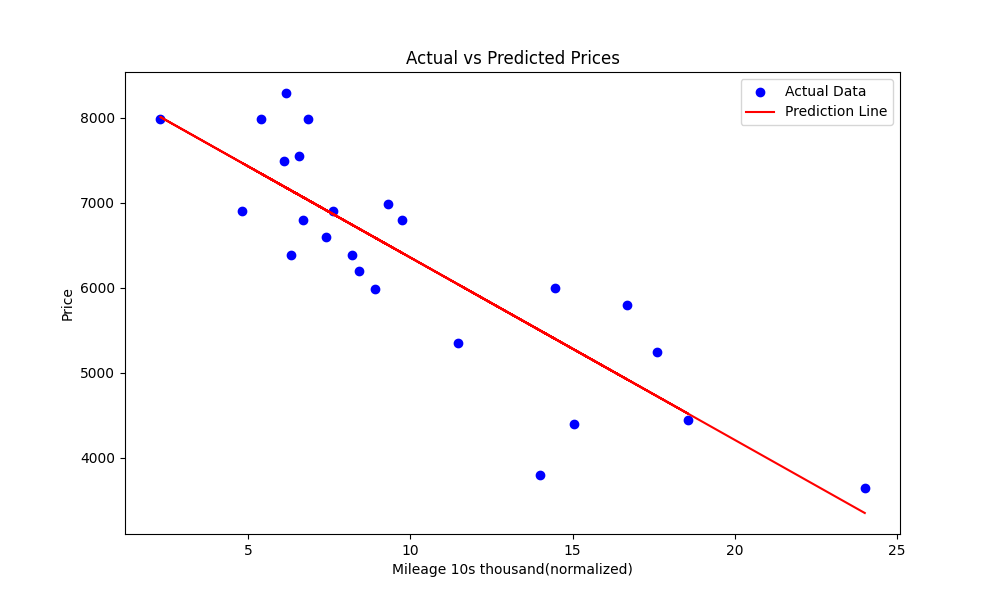 Actual vs Predicted Prices
Actual Data
Prediction Line
8000
7000
6000
5000
4000
Price
5
10
15
20
25
Mileage 10s thousand(normalized)